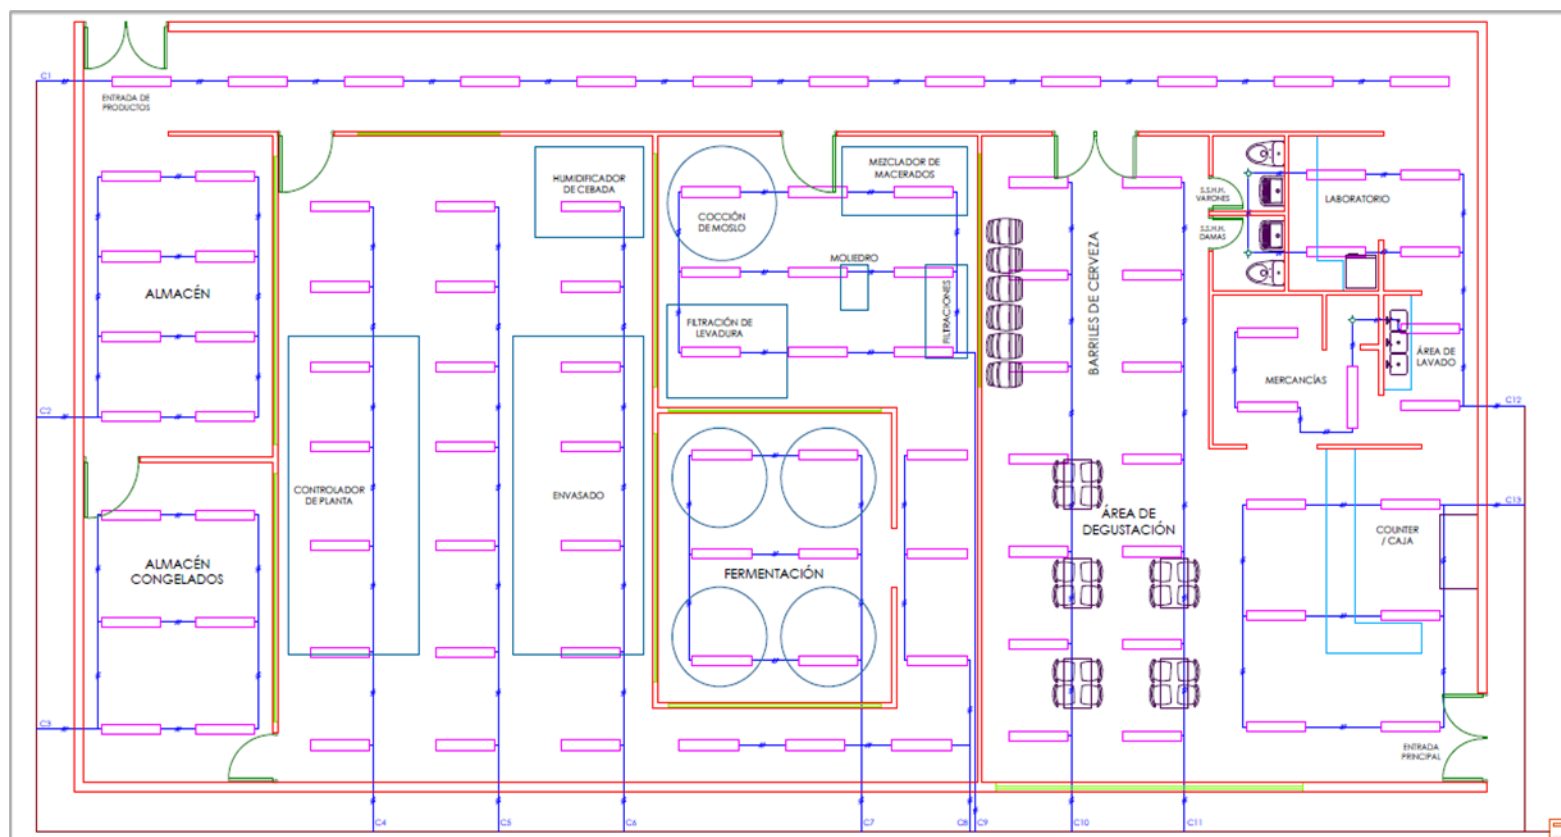 C1
ENTRADA DE
PRODUCTOS
HUMIDIFICADOR
DE CEBADA
MEZCLADOR DE
MACERADOS
COCCIÓN
DE MOSLO
S.S.H.H.
VARONES
LABORATORIO
S.S.H.H.
DAMAS
MOLIEDRO
ALMACÉN
BARRILES DE CERVEZA
FILTRACIONES
FILTRACIÓN DE
LEVADURA
ÁREA DE
LAVADO
MERCANCÍAS
C2
C12
CONTROLADOR
DE PLANTA
ENVASADO
C13
ÁREA DE
DEGUSTACIÓN
COUNTER
/ CAJA
ALMACÉN
CONGELADOS
FERMENTACIÓN
C3
ENTRADA
PRINCIPAL
C4
C5
C6
C7
C8
C9
C10
C11